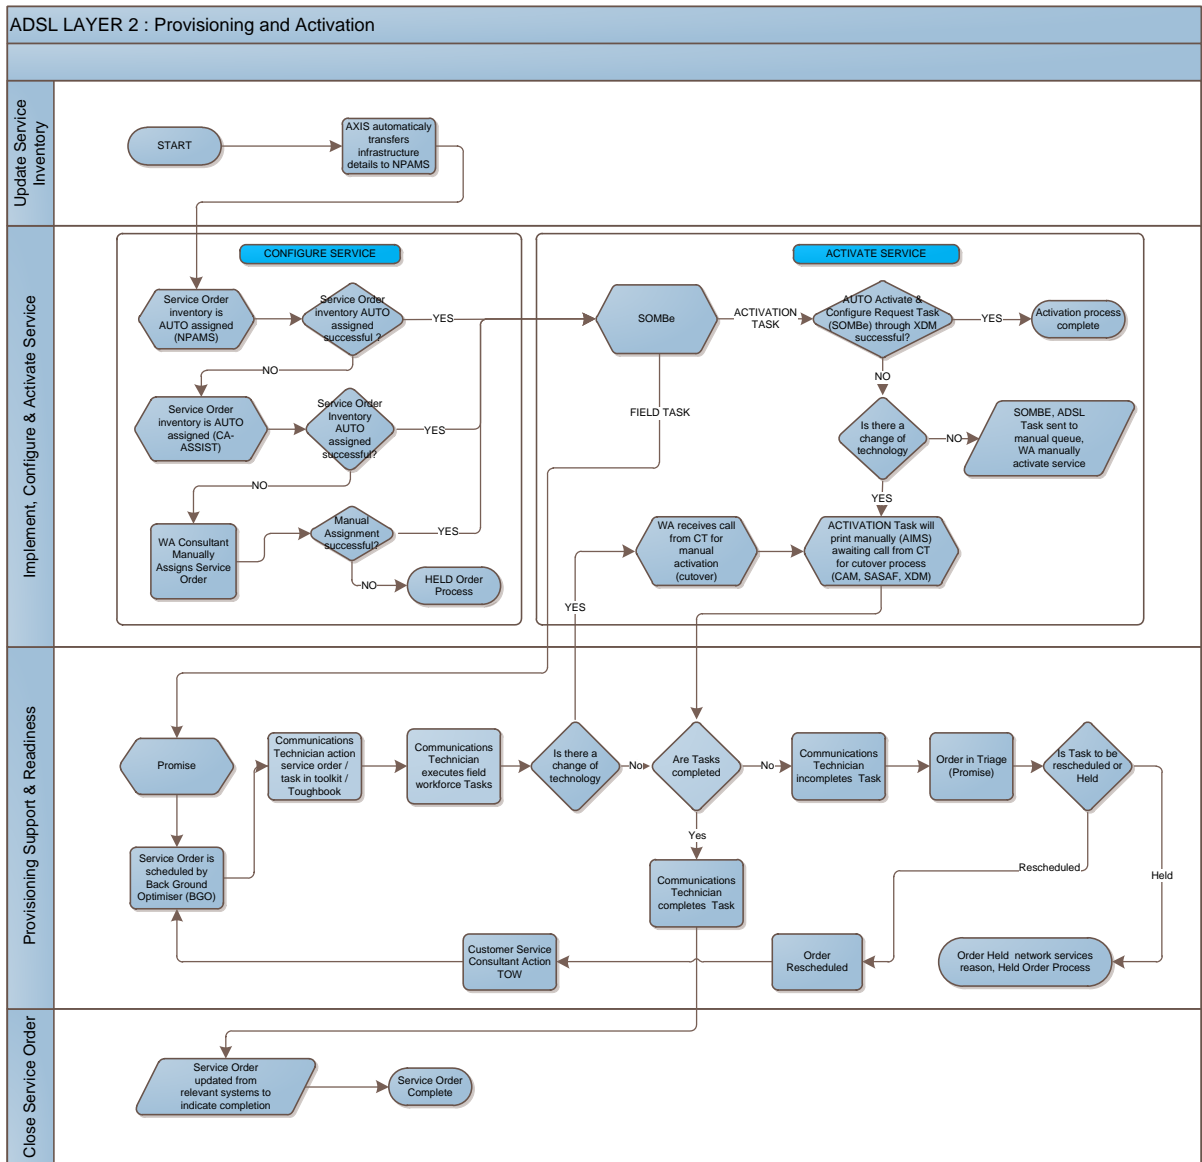 ADSL LAYER 2 : Provisioning and Activation
Update Service
Inventory
START
AXIS automaticaly
transfers
infrastructure
details to NPAMS
Implement, Configure & Activate Service
CONFIGURE SERVICE
Service Order
inventory is
AUTO assigned
(NPAMS)
Service Order
inventory AUTO
assigned
successful ?
YES
NO
Service Order
inventory is AUTO
assigned (CA-
ASSIST)
Service Order
Inventory
AUTO
assigned
successful?
YES
NO
WA Consultant
Manually
Assigns Service
Order
Manual
Assignment
successful?
YES
NO
HELD Order
Process
ACTIVATE SERVICE
SOMBe
ACTIVATION
TASK
FIELD TASK
AUTO Activate &
Configure Request Task
(SOMBe) through XDM
successful?
YES
Activation process
complete
NO
Is there a
change of
technology
NO
SOMBE, ADSL
Task sent to
manual queue,
WA manually
activate service
YES
WA receives call
from CT for
manual
activation
(cutover)
ACTIVATION Task will
print manually (AIMS)
awaiting call from CT
for cutover process
(CAM, SASAF, XDM)
YES
Provisioning Support & Readiness
Promise
Service Order is
scheduled by
Back Ground
Optimiser (BGO)
Communications
Technician action
service order /
task in toolkit /
Toughbook
Communications
Technician
executes field
workforce Tasks
Is there a
change of
technology
No
Are Tasks
completed
No
Communications
Technician
incompletes Task
Order in Triage
(Promise)
Is Task to be
rescheduled or
Held
Yes
Communications
Technician
completes Task
Rescheduled
Held
Customer Service
Consultant Action
TOW
Order
Rescheduled
Order Held network services
reason, Held Order Process
Close Service Order
Service Order
updated from
relevant systems to
indicate completion
Service Order
Complete